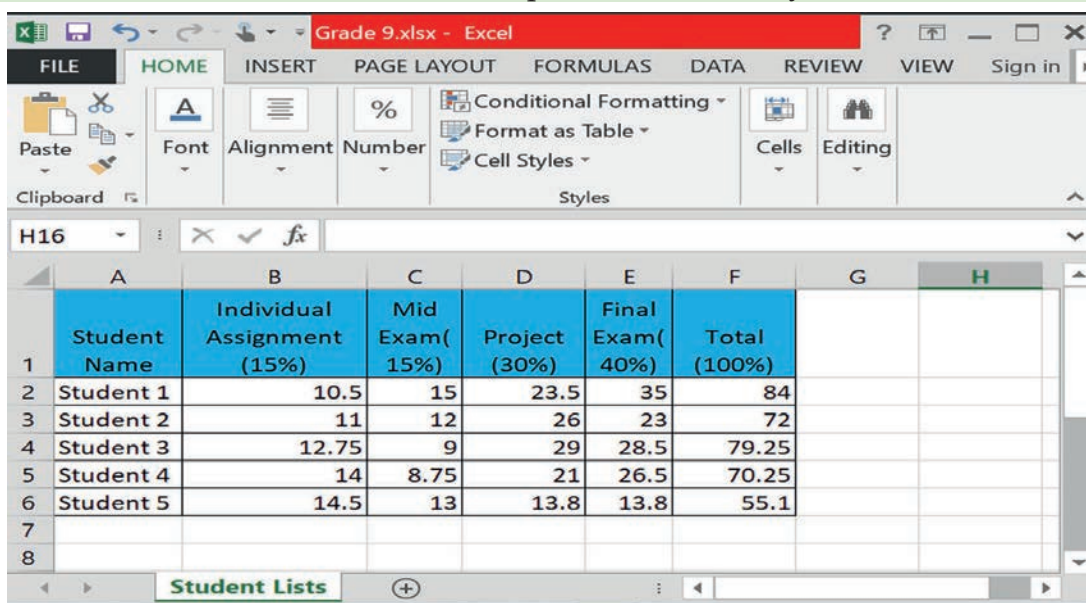 Grade 9.xlsx - Excel ?
FILE HOME INSERT PAGE LAYOUT FORMULAS DATA REVIEW VIEW Sign in
Paste
Clipboard
Font
Alignment
%
Number
Conditional Formatting
Format as Table
Cell Styles
Styles
Cells
Editing
H16 fx
A B C D E F G H
1 Student Name Individual Assignment (15%) Mid Exam( 15%) Project (30%) Final Exam( 40%) Total (100%)
2 Student 1 10.5 15 23.5 35 84
3 Student 2 11 12 26 23 72
4 Student 3 12.75 9 29 28.5 79.25
5 Student 4 14 8.75 21 26.5 70.25
6 Student 5 14.5 13 13.8 13.8 55.1
7
8
Student Lists